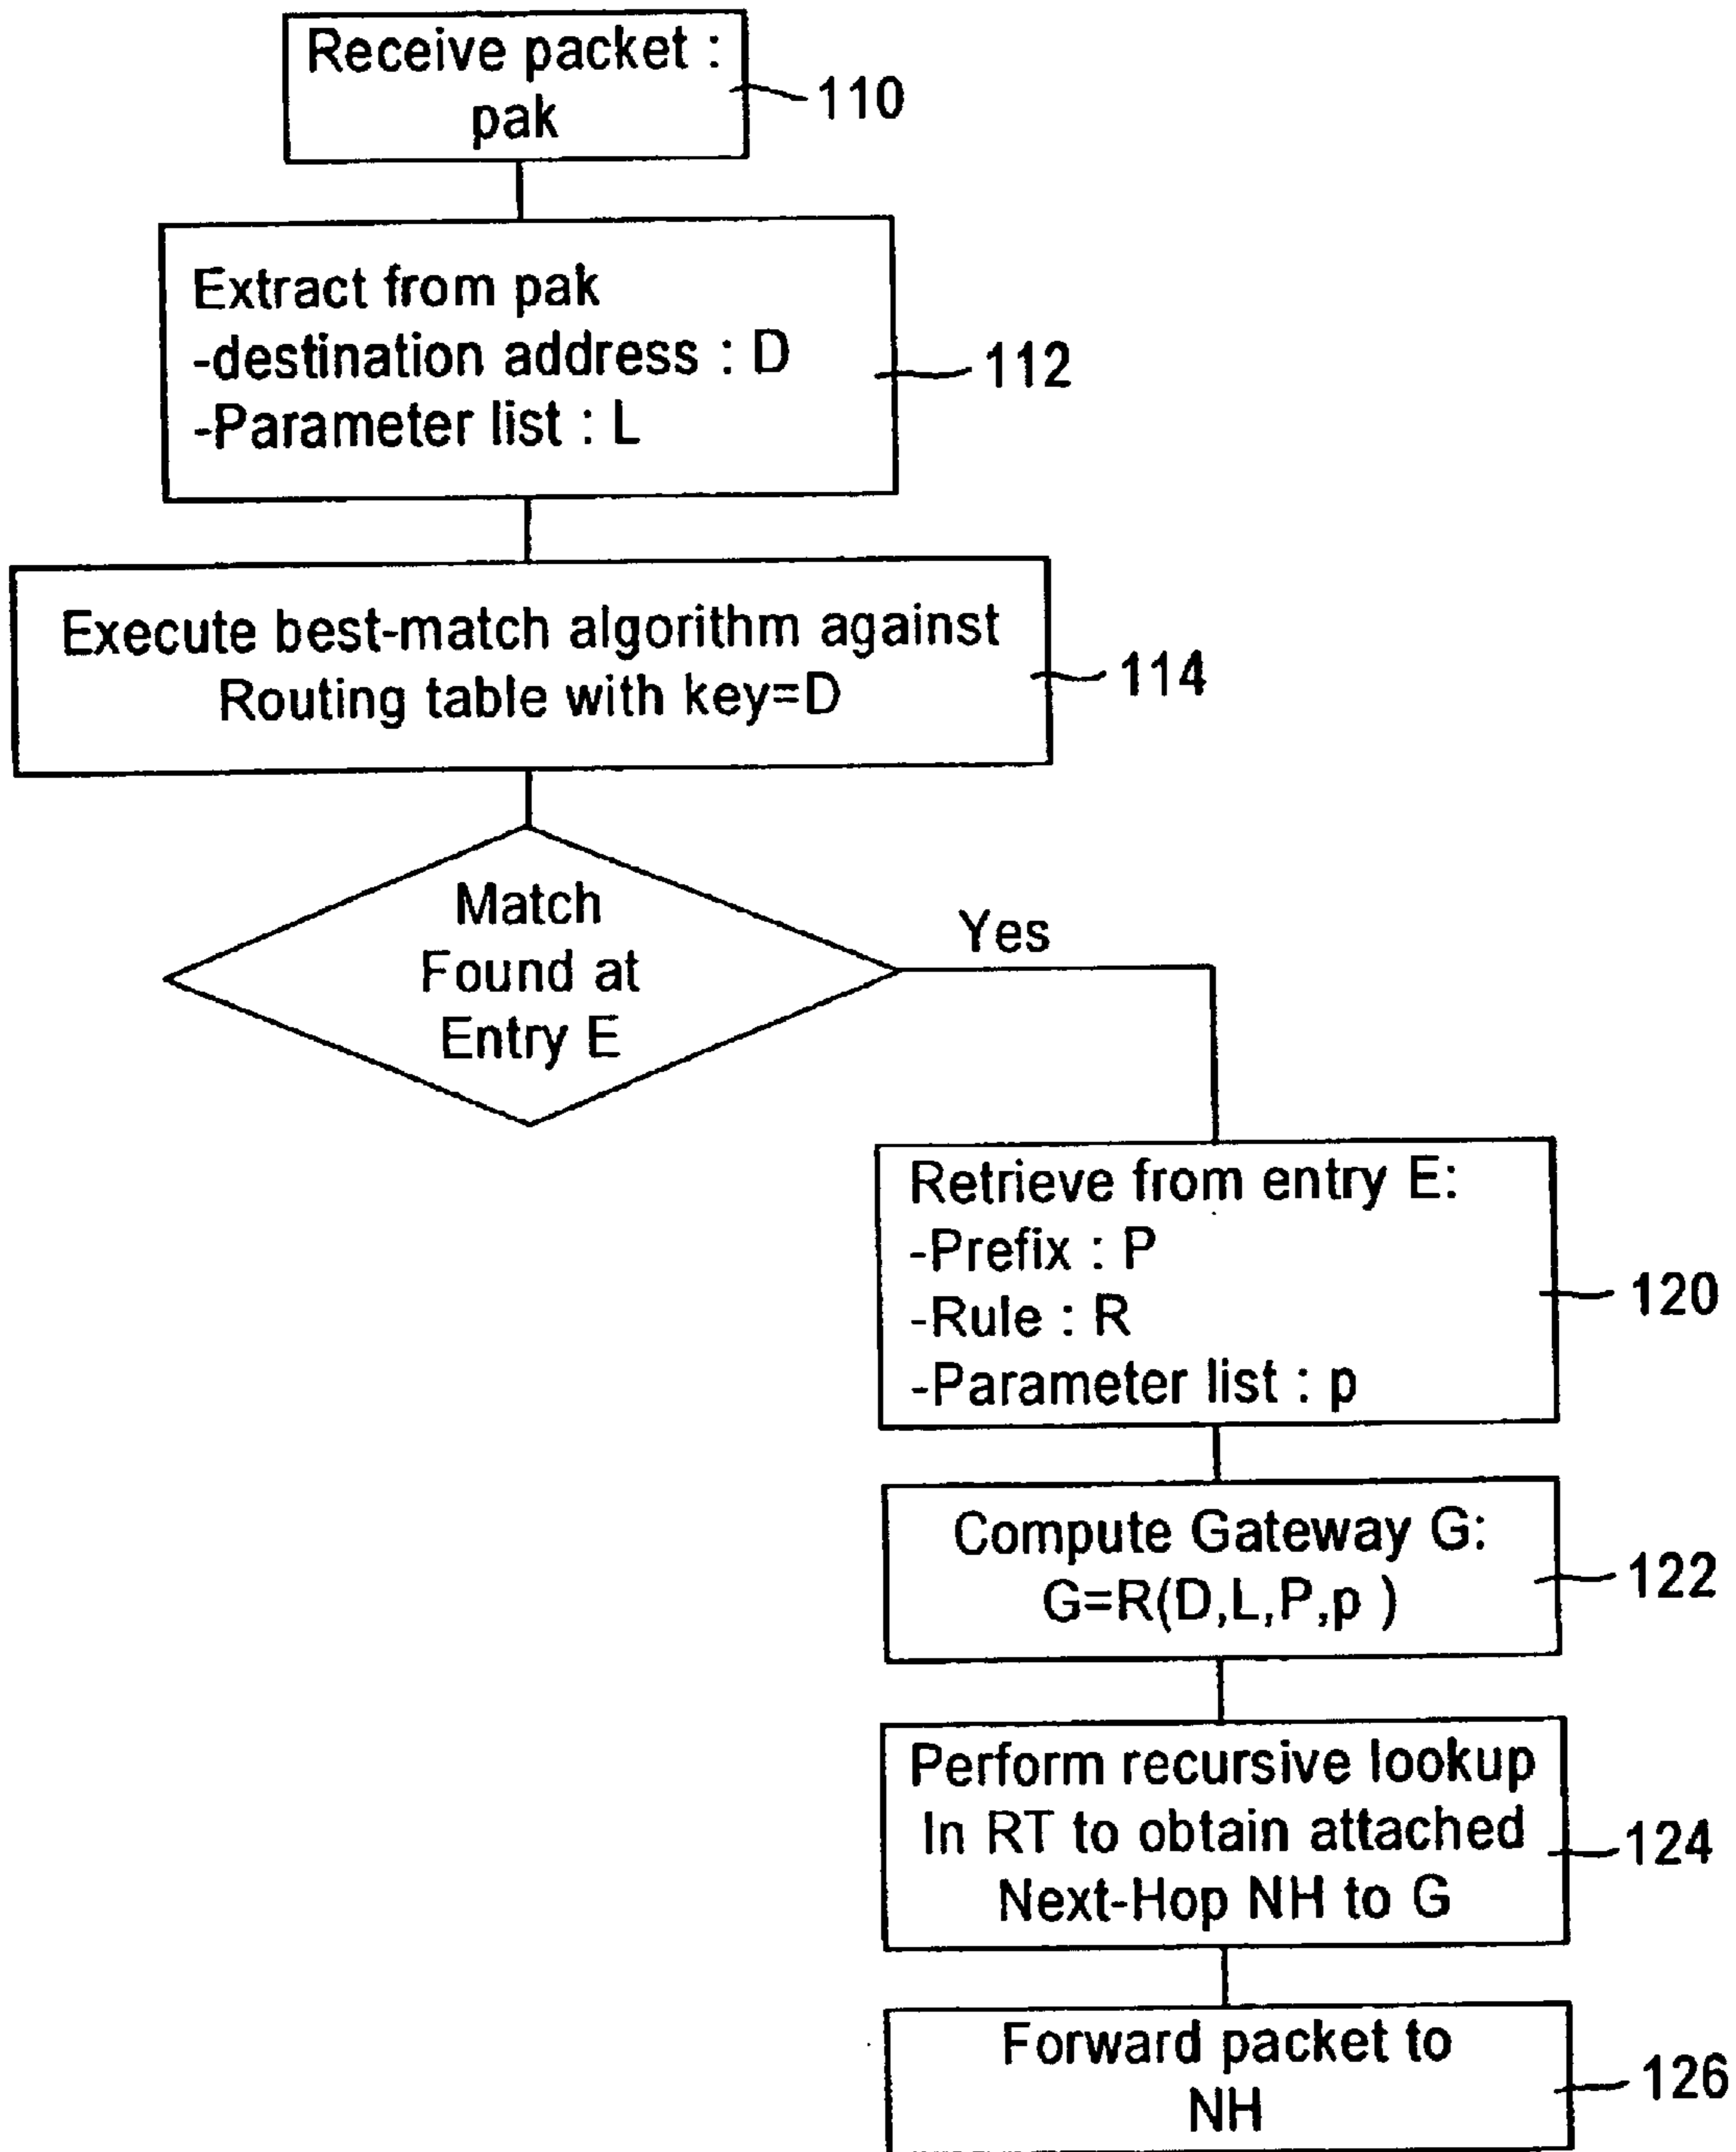 Receive packet :
pak
110
Extract from pak
-destination address : D
-Parameter list : L
112
Execute best-match algorithm against
Routing table with key=D
114
Match
Found at
Entry E
Yes
Retrieve from entry E:
-Prefix : P
-Rule : R
-Parameter list : p
120
Compute Gateway G:
G=R(D,L,P,p )
122
Perform recursive lookup
In RT to obtain attached
Next-Hop NH to G
124
Forward packet to
NH
126